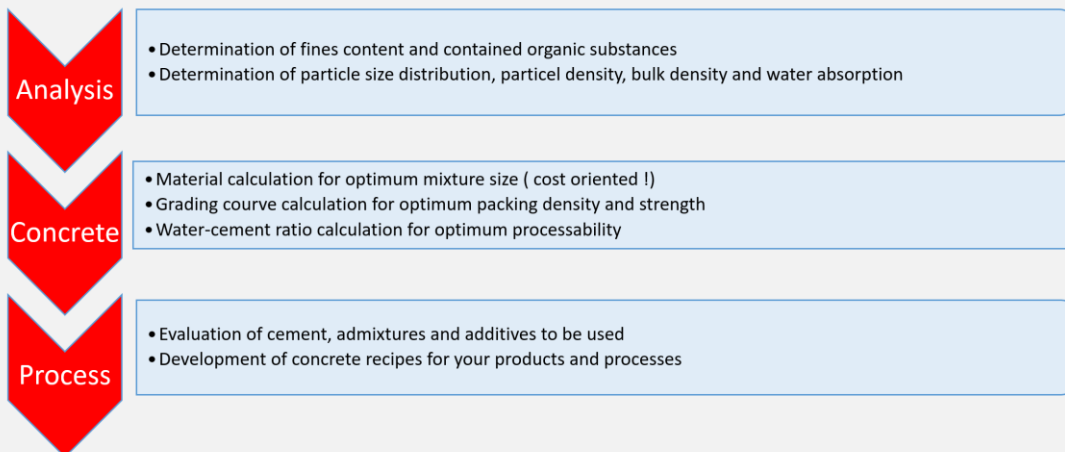 Analysis
• Determination of fines content and contained organic substances
• Determination of particle size distribution, particel density, bulk density and water absorption
Concrete
• Material calculation for optimum mixture size ( cost oriented !)
• Grading courve calculation for optimum packing density and strength
• Water-cement ratio calculation for optimum processability
Process
• Evaluation of cement, admixtures and additives to be used
• Development of concrete recipes for your products and processes